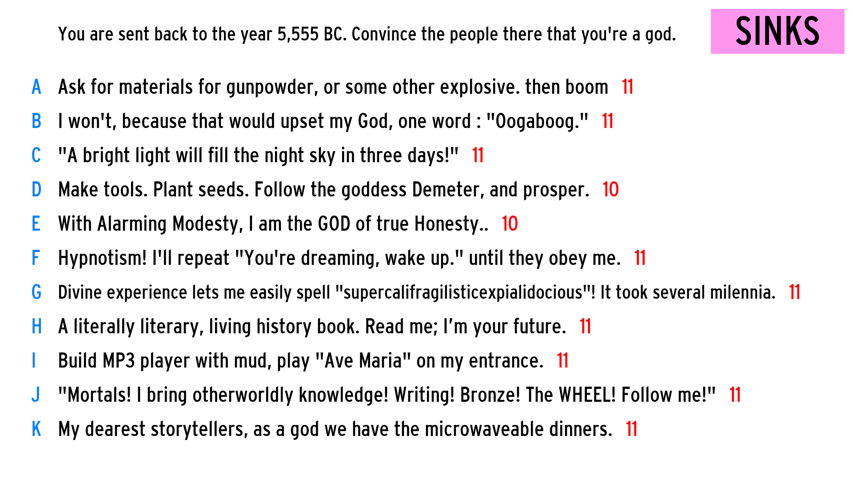 You are sent back to the year 5,555 BC. Convince the people there that you're a god.
SINKS
A Ask for materials for gunpowder, or some other explosive. then boom 11
B I won't, because that would upset my God, one word : "Oogaboog." 11
C "A bright light will fill the night sky in three days!" 11
D Make tools. Plant seeds. Follow the goddess Demeter, and prosper. 10
E With Alarming Modesty, I am the GOD of true Honesty.. 10
F Hypnotism! I'll repeat "You're dreaming, wake up." until they obey me. 11
G Divine experience lets me easily spell "supercalifragilisticexpialidocious"! It took several milennia. 11
H A literally literary, living history book. Read me; I’m your future. 11
I Build MP3 player with mud, play "Ave Maria" on my entrance. 11
J "Mortals! I bring otherworldly knowledge! Writing! Bronze! The WHEEL! Follow me!" 11
K My dearest storytellers, as a god we have the microwaveable dinners. 11